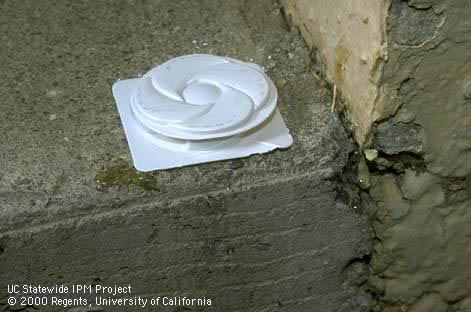 UC Statewide IPM Project
© 2000 Regents, University of California